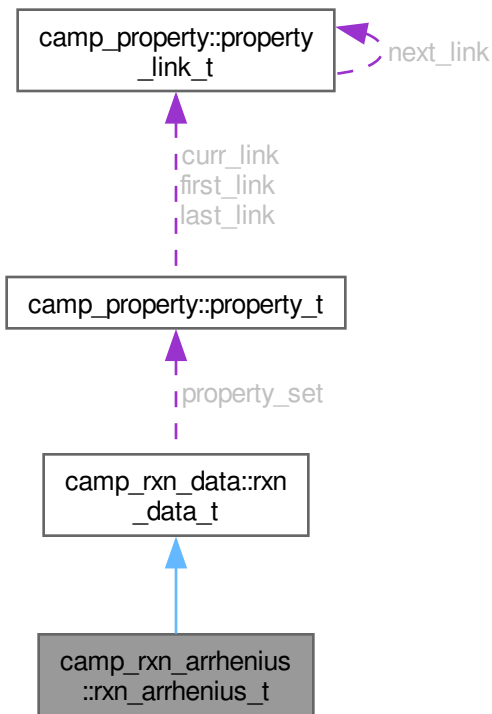 camp_property::property
_link_t
next_link
curr_link
first_link
last_link
camp_property::property_t
property_set
camp_rxn_data::rxn
_data_t
camp_rxn_arrhenius
::rxn_arrhenius_t